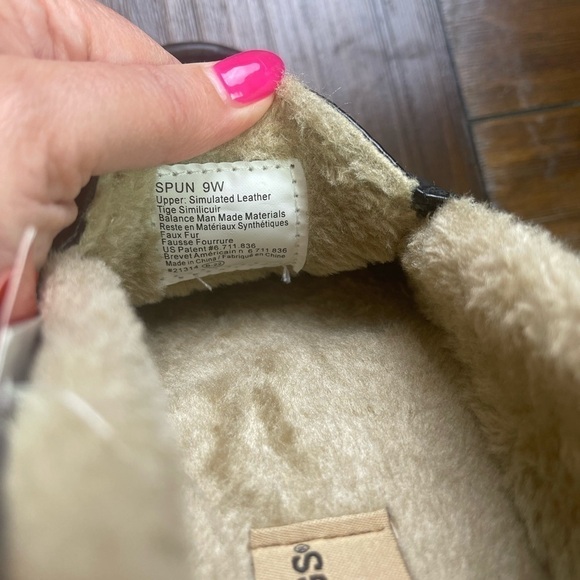 SPUN 9W
Upper: Simulated Leather
Tige Similicuir
Balance Man Made Materials
Reste en Matériaux Synthétiques
Faux Fur
Fausse Fourrure
US Patent #6.711.836
Brevet Américain n. 6.711.836
Made in China / Fabriqué en Chine
#21314